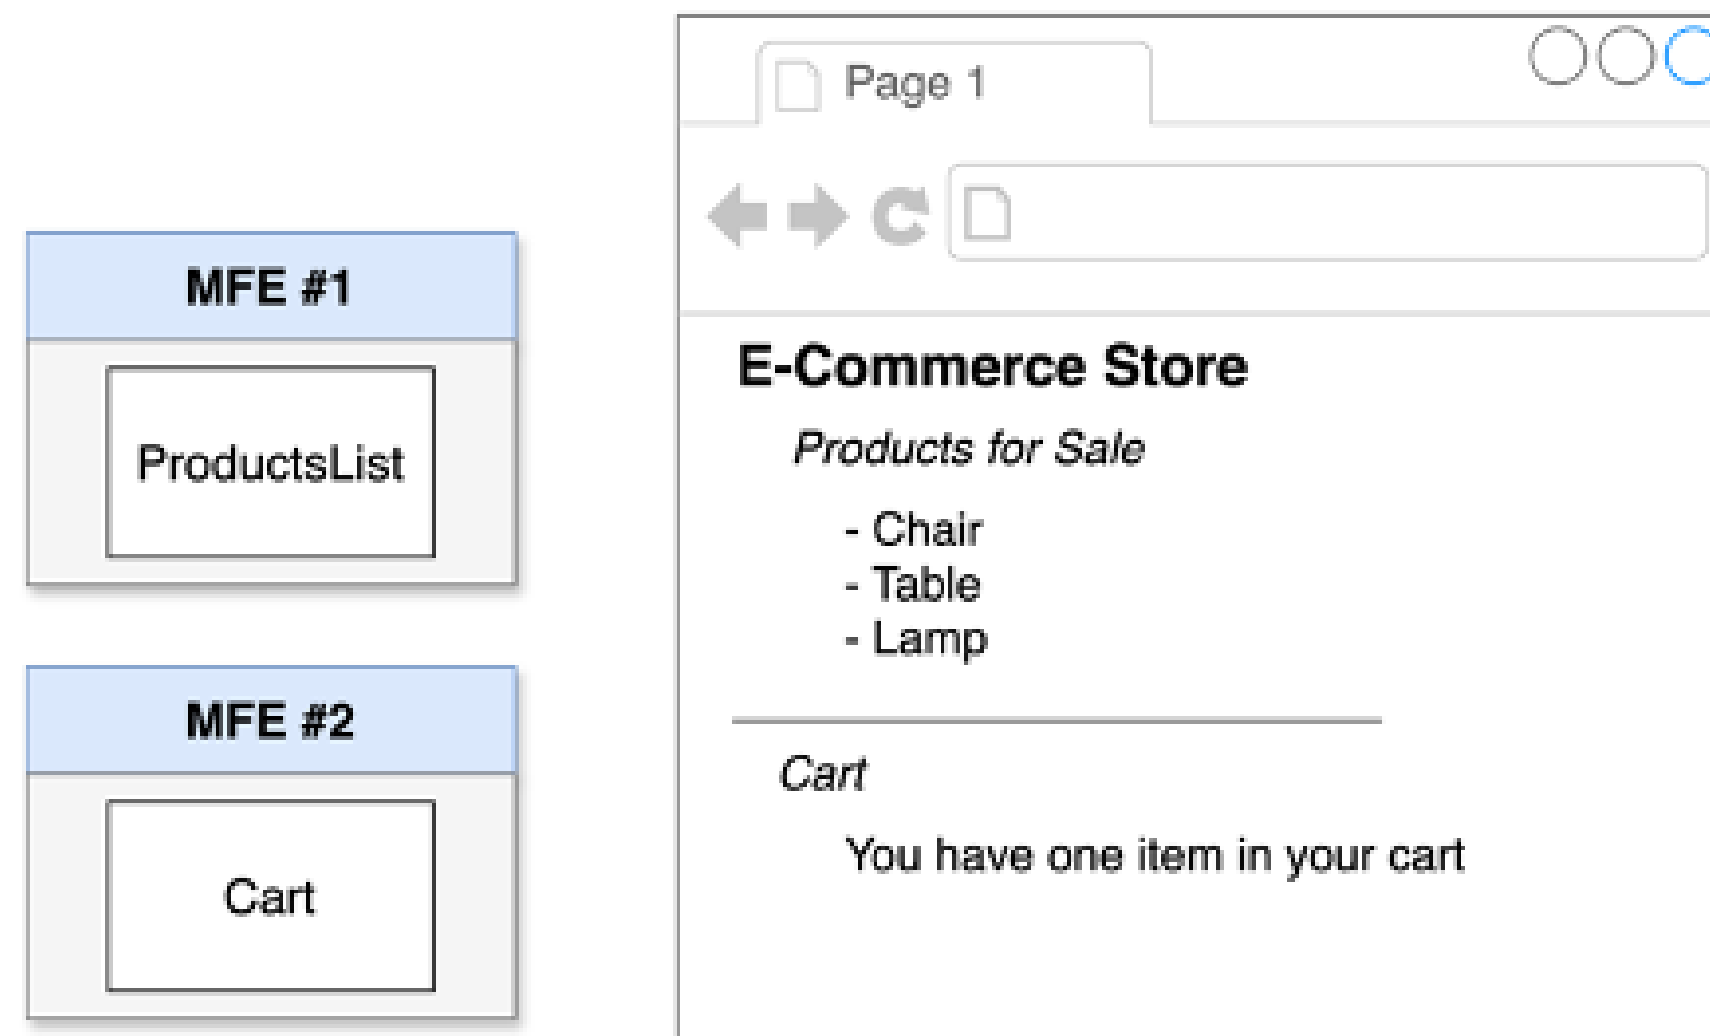 MFE #1
ProductsList
MFE #2
Cart
Page 1
E-Commerce Store
Products for Sale
- Chair
- Table
- Lamp
Cart
You have one item in your cart